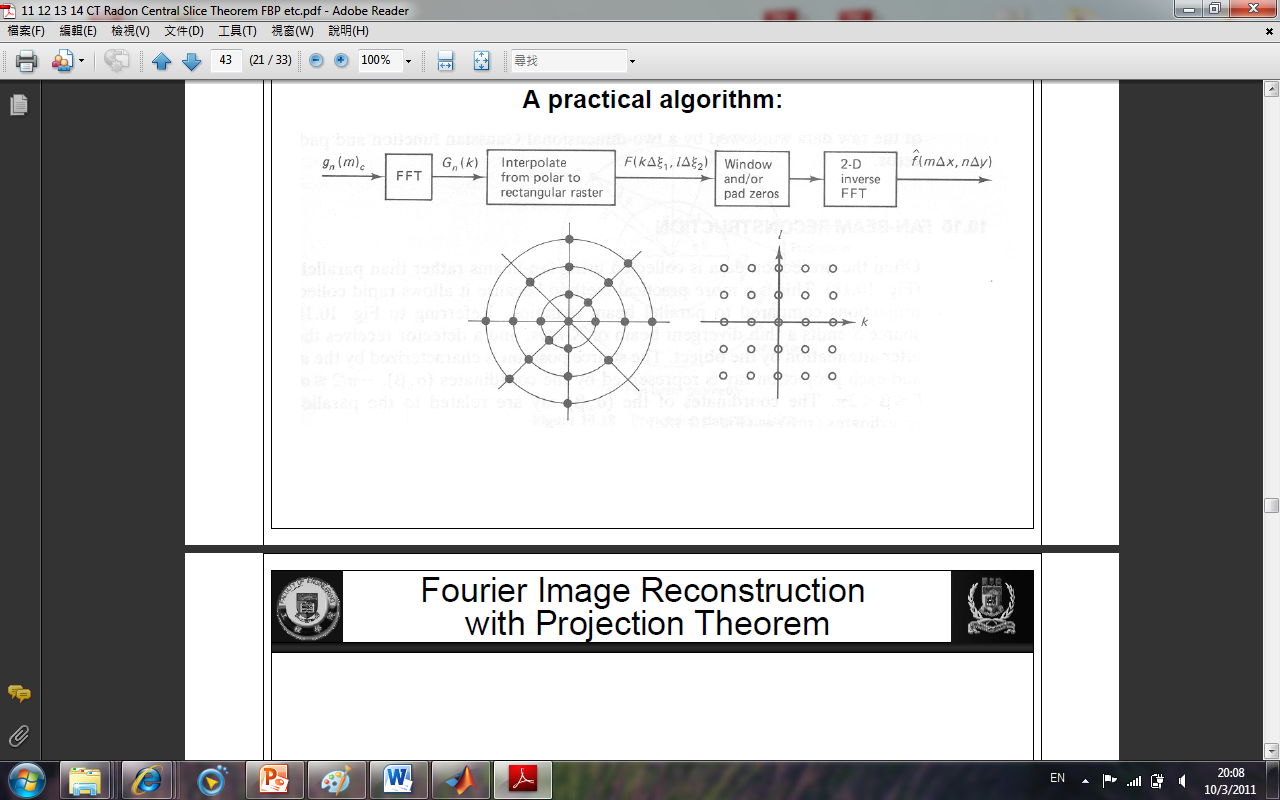 11 12 13 14 CT Radon Central Slice Theorem FBP etc.pdf - Adobe Reader
檔案(F) 編輯(E) 檢視(V) 文件(D) 工具(T) 視窗(W) 說明(H)
43 (21 / 33) 100% 尋找
A practical algorithm:
gₙ(m)c
FFT
Gₙ(k)
Interpolate
from polar to
rectangular raster
F(kΔξ₁, lΔξ₂)
Window
and/or
pad zeros
2-D
inverse
FFT
f̂(mΔx, nΔy)
l
k
Fourier Image Reconstruction
with Projection Theorem
EN
20:08
10/3/2011